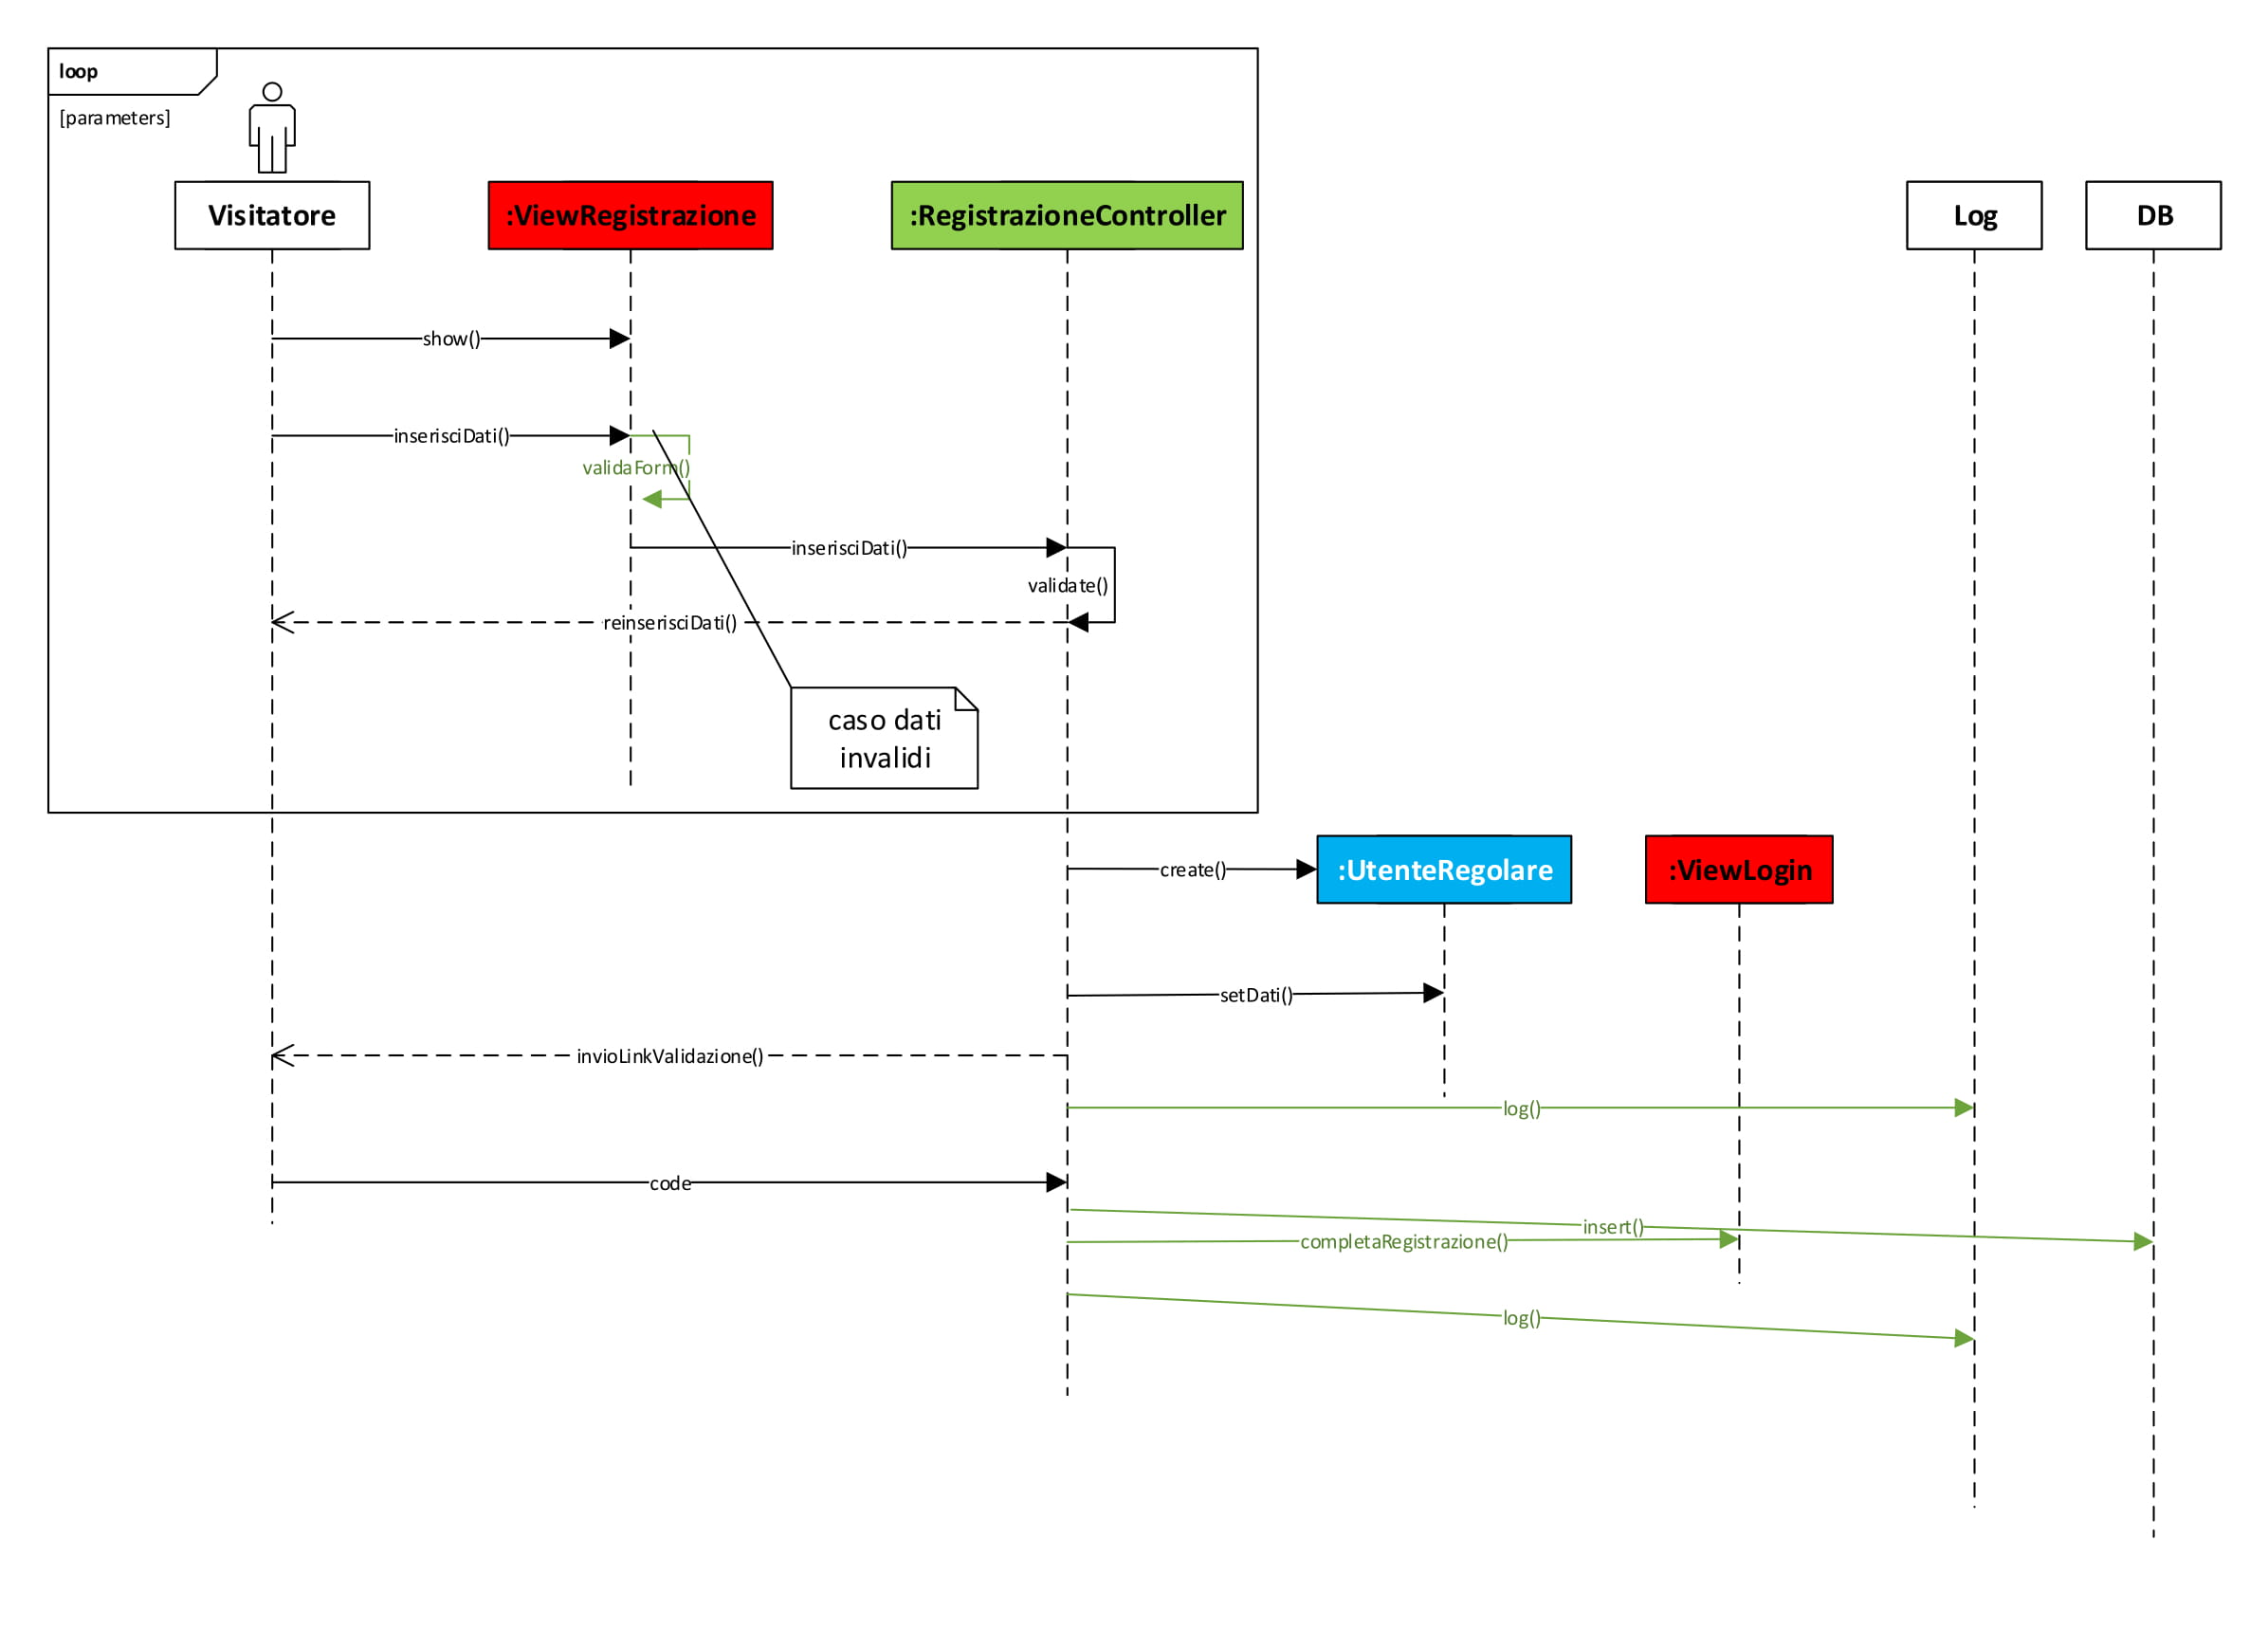 loop
[parameters]
Visitatore
:ViewRegistrazione
:RegistrazioneController
Log
DB
show()
inserisciDati()
validaForm()
inserisciDati()
validate()
reinserisciDati()
caso dati
invalidi
create()
:UtenteRegolare
:ViewLogin
setDati()
invioLinkValidazione()
log()
code
insert()
completaRegistrazione()
log()